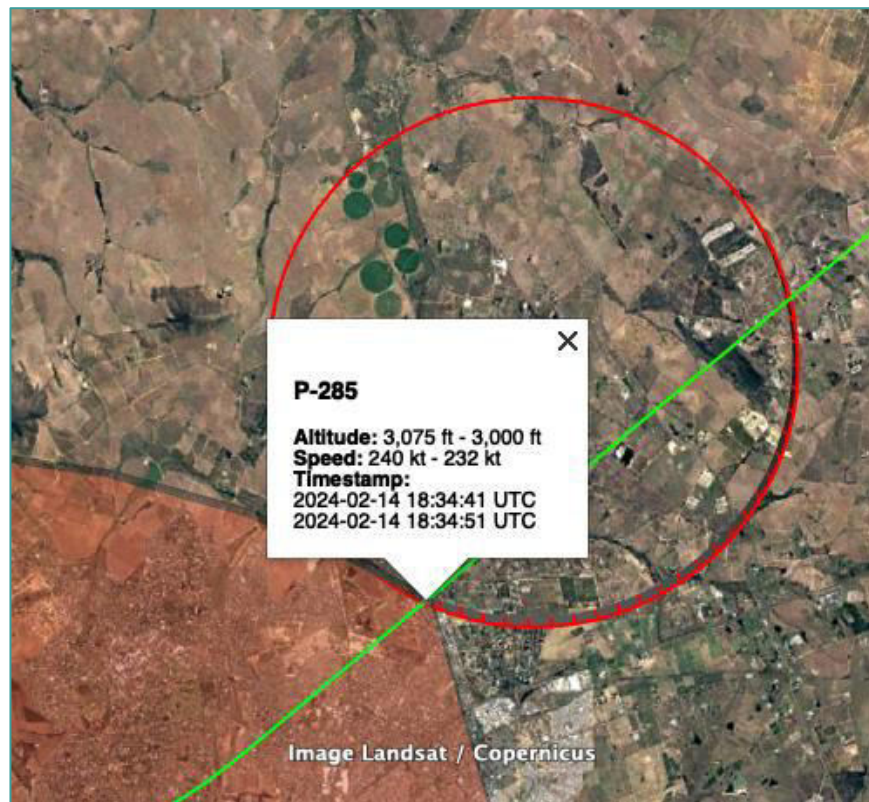 P-285
Altitude: 3,075 ft - 3,000 ft
Speed: 240 kt - 232 kt
Timestamp:
2024-02-14 18:34:41 UTC
2024-02-14 18:34:51 UTC
Image Landsat / Copernicus